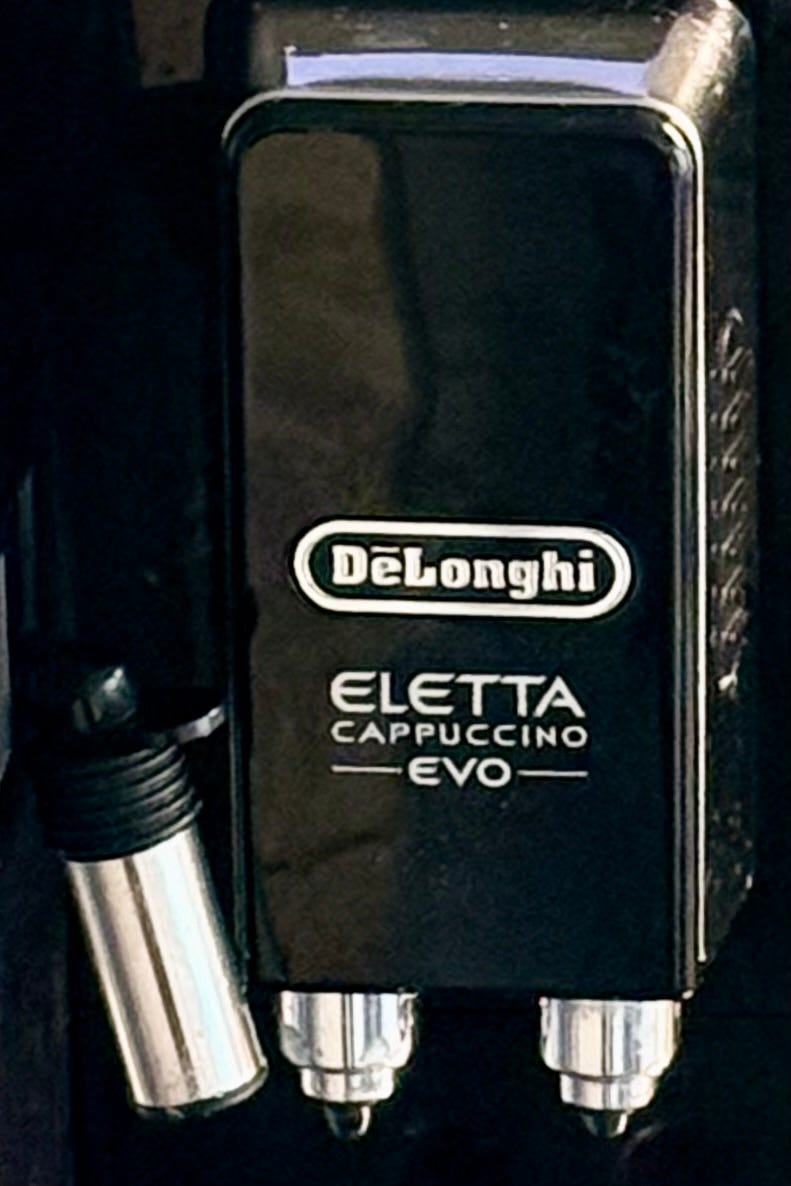 DēLonghi
ELETTA
CAPPUCCINO
EVO